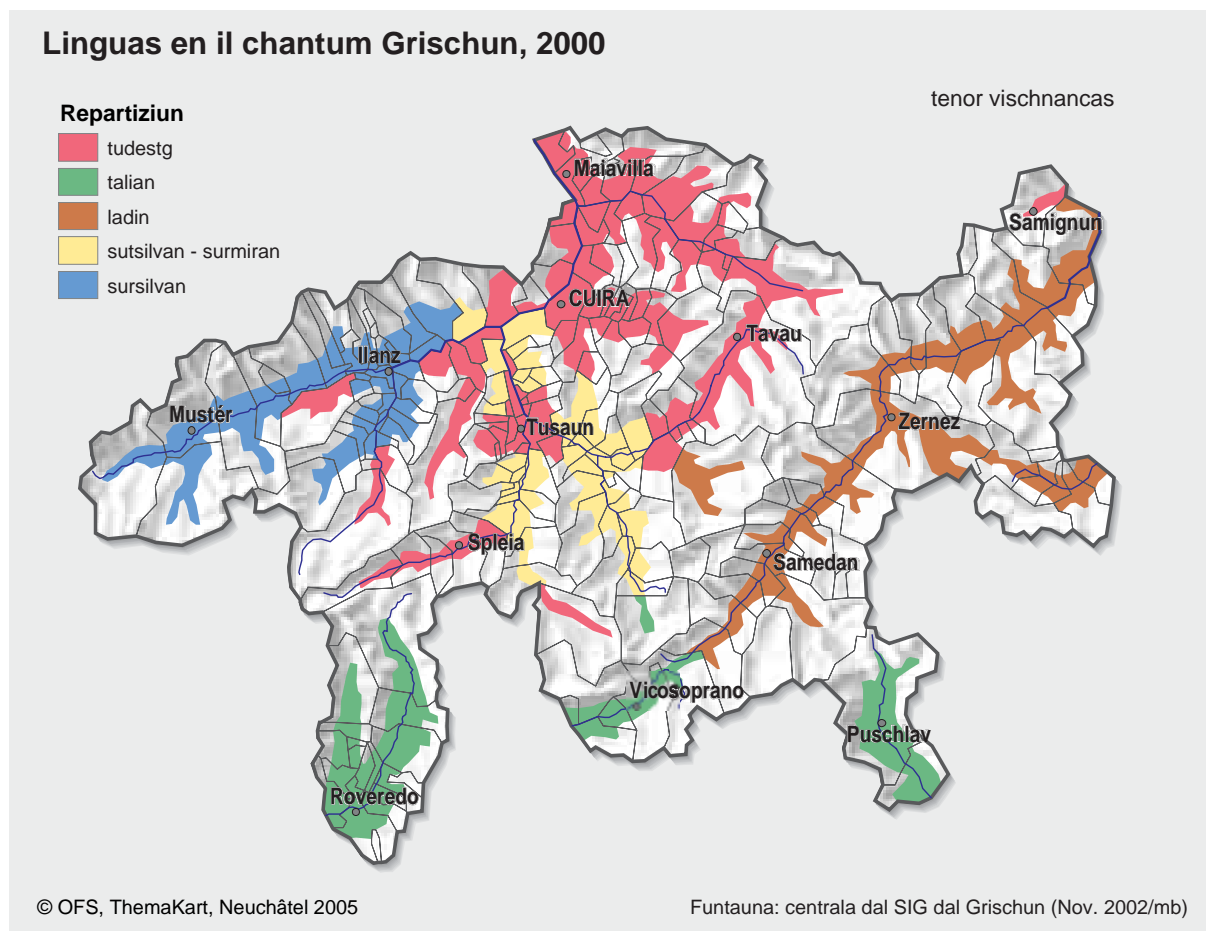 Linguas en il chantum Grischun, 2000
tenor vischnancas
Repartiziun
tudestg
talian
ladin
sutsilvan - surmiran
sursilvan
Maiavilla
Samignun
CUIRA
Tavau
Ilanz
Mustér
Tusaun
Zernez
Spleia
Samedan
Vicosoprano
Puschlav
Roveredo
© OFS, ThemaKart, Neuchâtel 2005
Funtauna: centrala dal SIG dal Grischun (Nov. 2002/mb)